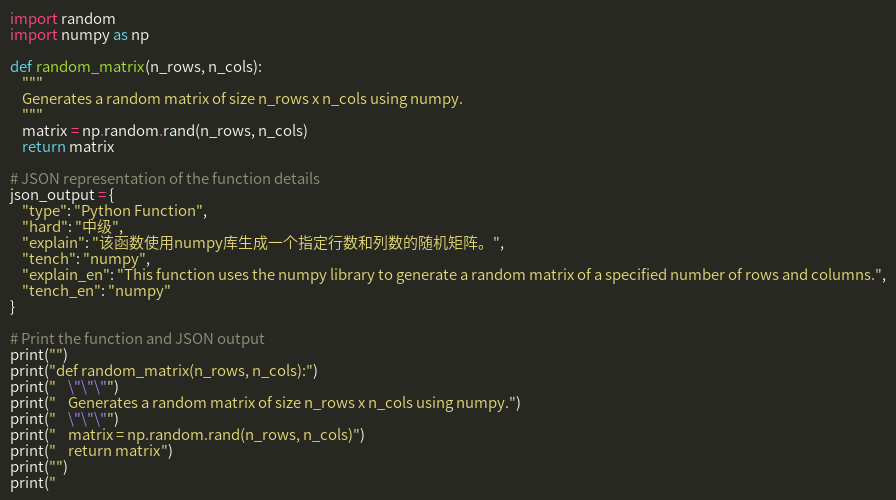 import random
import numpy as np

def random_matrix(n_rows, n_cols):
    """
    Generates a random matrix of size n_rows x n_cols using numpy.
    """
    matrix = np.random.rand(n_rows, n_cols)
    return matrix

# JSON representation of the function details
json_output = {
    "type": "Python Function",
    "hard": "中级",
    "explain": "该函数使用numpy库生成一个指定行数和列数的随机矩阵。",
    "tench": "numpy",
    "explain_en": "This function uses the numpy library to generate a random matrix of a specified number of rows and columns.",
    "tench_en": "numpy"
}

# Print the function and JSON output
print("")
print("def random_matrix(n_rows, n_cols):")
print("    \"\"\"")
print("    Generates a random matrix of size n_rows x n_cols using numpy.")
print("    \"\"\"")
print("    matrix = np.random.rand(n_rows, n_cols)")
print("    return matrix")
print("")
print("